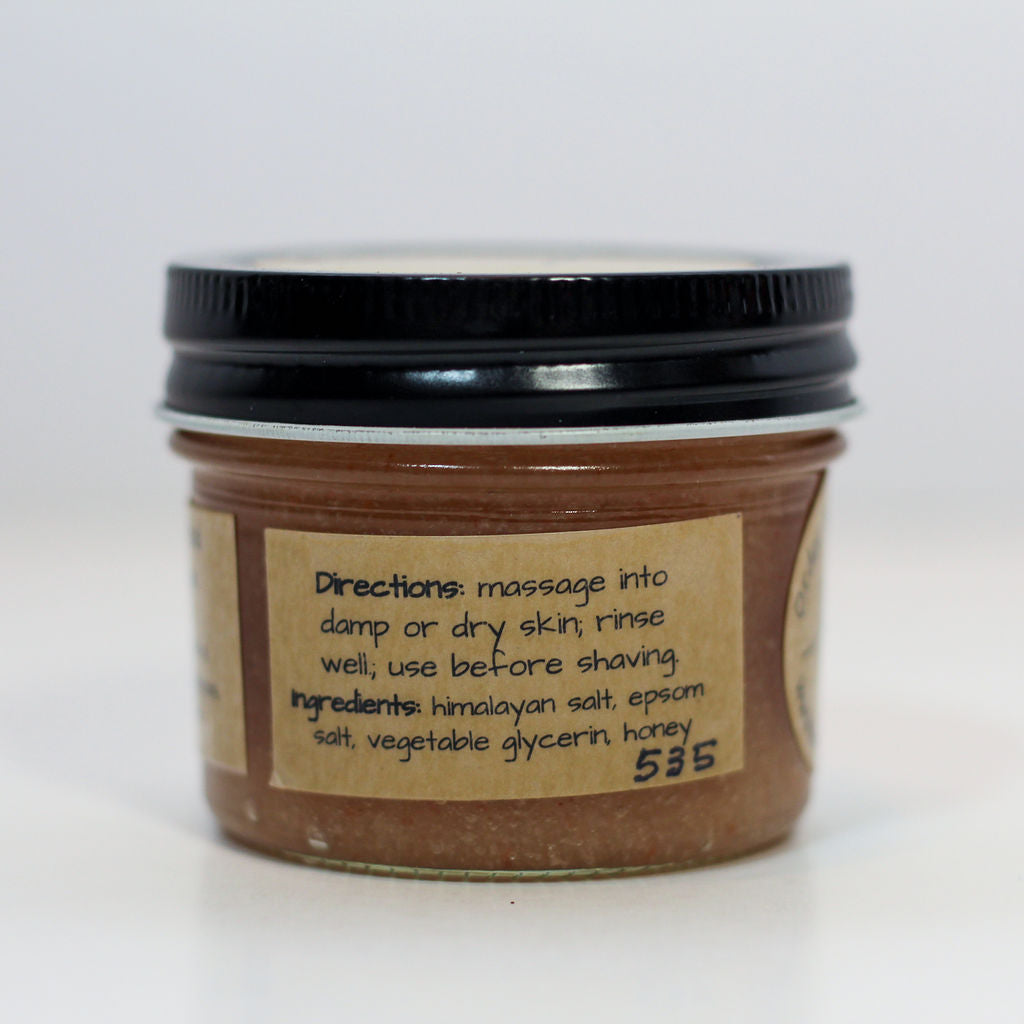 Directions: massage into
damp or dry skin; rinse
well; use before shaving.
Ingredients: himalayan salt, epsom
salt, vegetable glycerin, honey
535